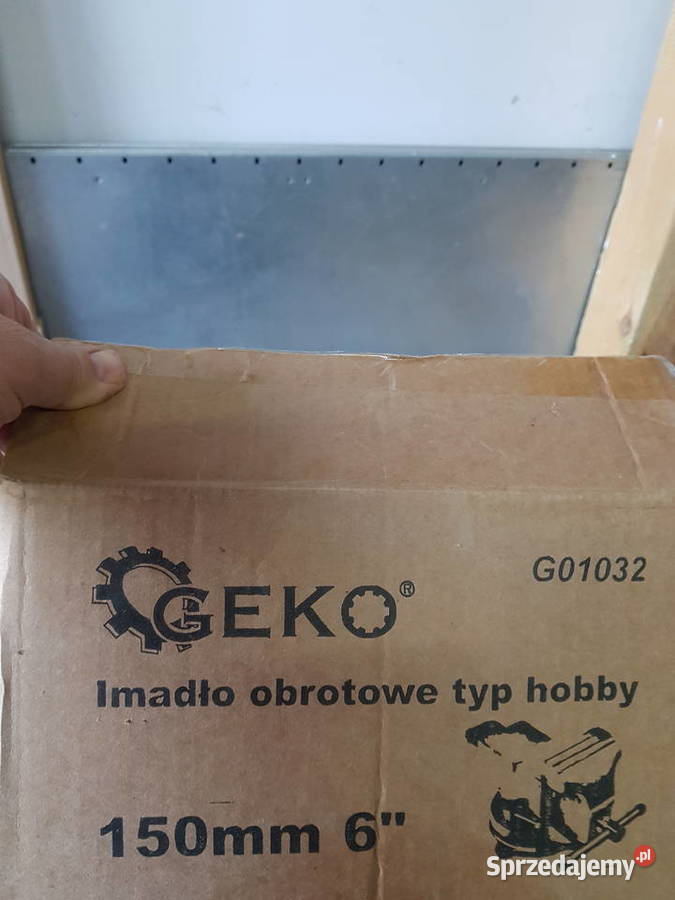 G01032
GEKO®
Imadło obrotowe typ hobby
150mm 6"
Sprzedajemy.pl